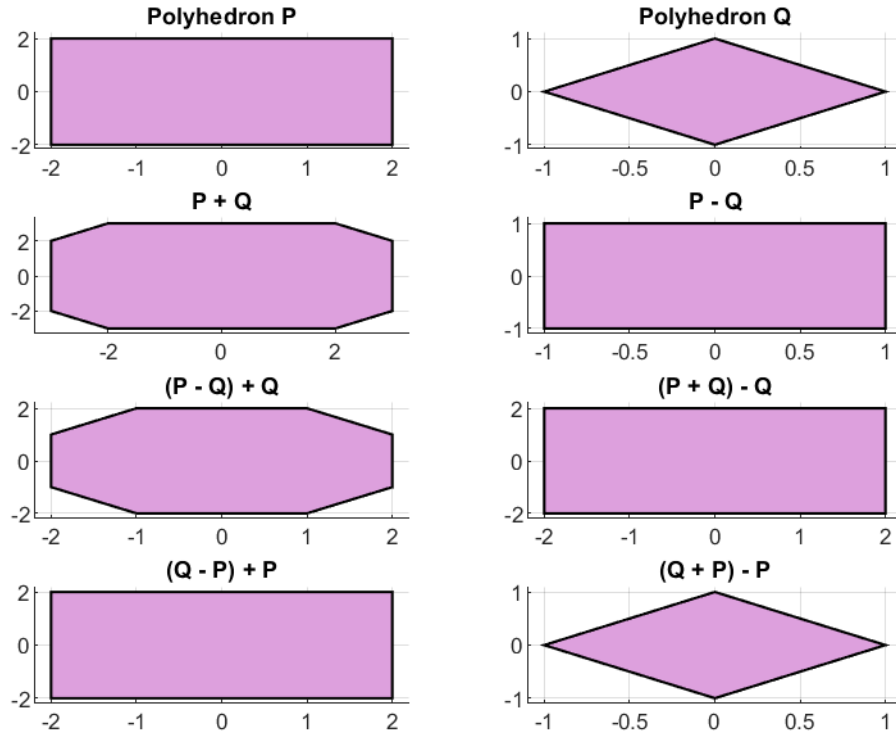 Polyhedron P
2
0
-2
-2 -1 0 1 2
Polyhedron Q
1
0
-1
-1 -0.5 0 0.5 1
P + Q
2
0
-2
-2 0 2
P - Q
1
0
-1
-1 -0.5 0 0.5 1
(P - Q) + Q
2
0
-2
-2 -1 0 1 2
(P + Q) - Q
2
0
-2
-2 -1 0 1 2
(Q - P) + P
2
0
-2
-2 -1 0 1 2
(Q + P) - P
1
0
-1
-1 -0.5 0 0.5 1